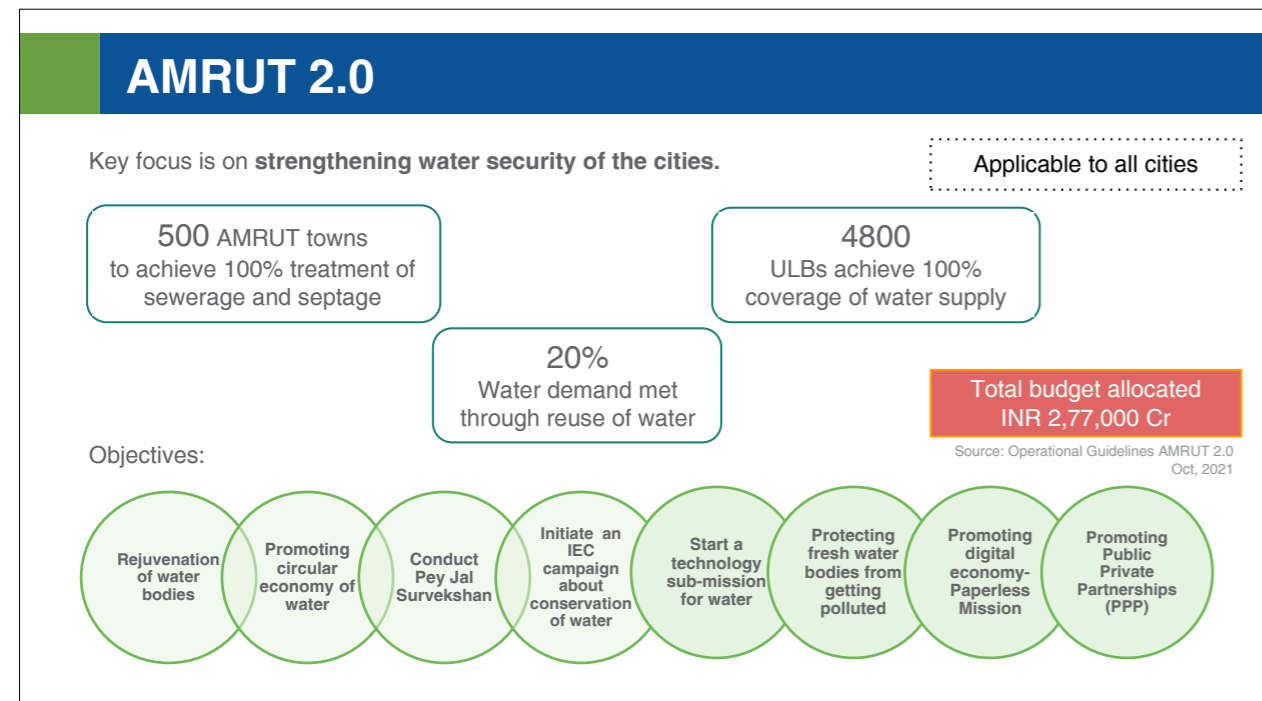 AMRUT 2.0
Key focus is on strengthening water security of the cities.
Applicable to all cities
500 AMRUT towns
to achieve 100% treatment of
sewerage and septage
4800
ULBs achieve 100%
coverage of water supply
20%
Water demand met
through reuse of water
Total budget allocated
INR 2,77,000 Cr
Source: Operational Guidelines AMRUT 2.0
Oct, 2021
Objectives:
Rejuvenation
of water
bodies
Promoting
circular
economy of
water
Conduct
Pey Jal
Survekshan
Initiate an
IEC
campaign
about
conservation
of water
Start a
technology
sub-mission
for water
Protecting
fresh water
bodies from
getting
polluted
Promoting
digital
economy-
Paperless
Mission
Promoting
Public
Private
Partnerships
(PPP)